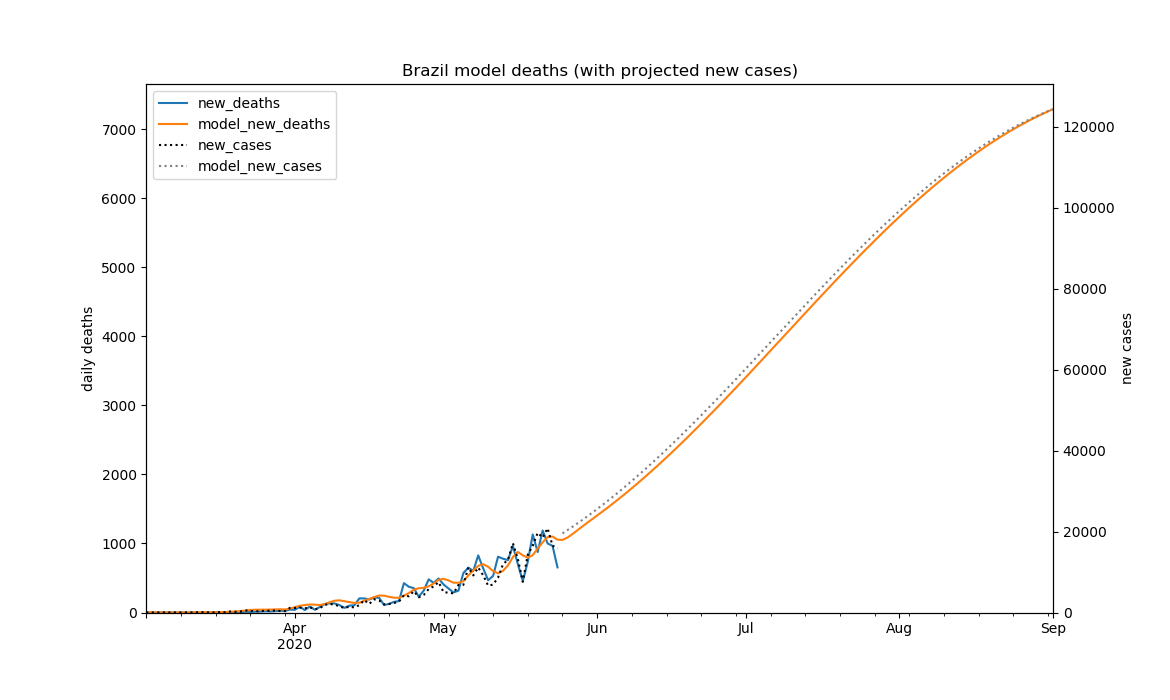 Brazil model deaths (with projected new cases)
new_deaths
model_new_deaths
new_cases
model_new_cases
7000
6000
5000
4000
3000
2000
1000
0
daily deaths
120000
100000
80000
60000
40000
20000
0
new cases
Apr
2020
May
Jun
Jul
Aug
Sep